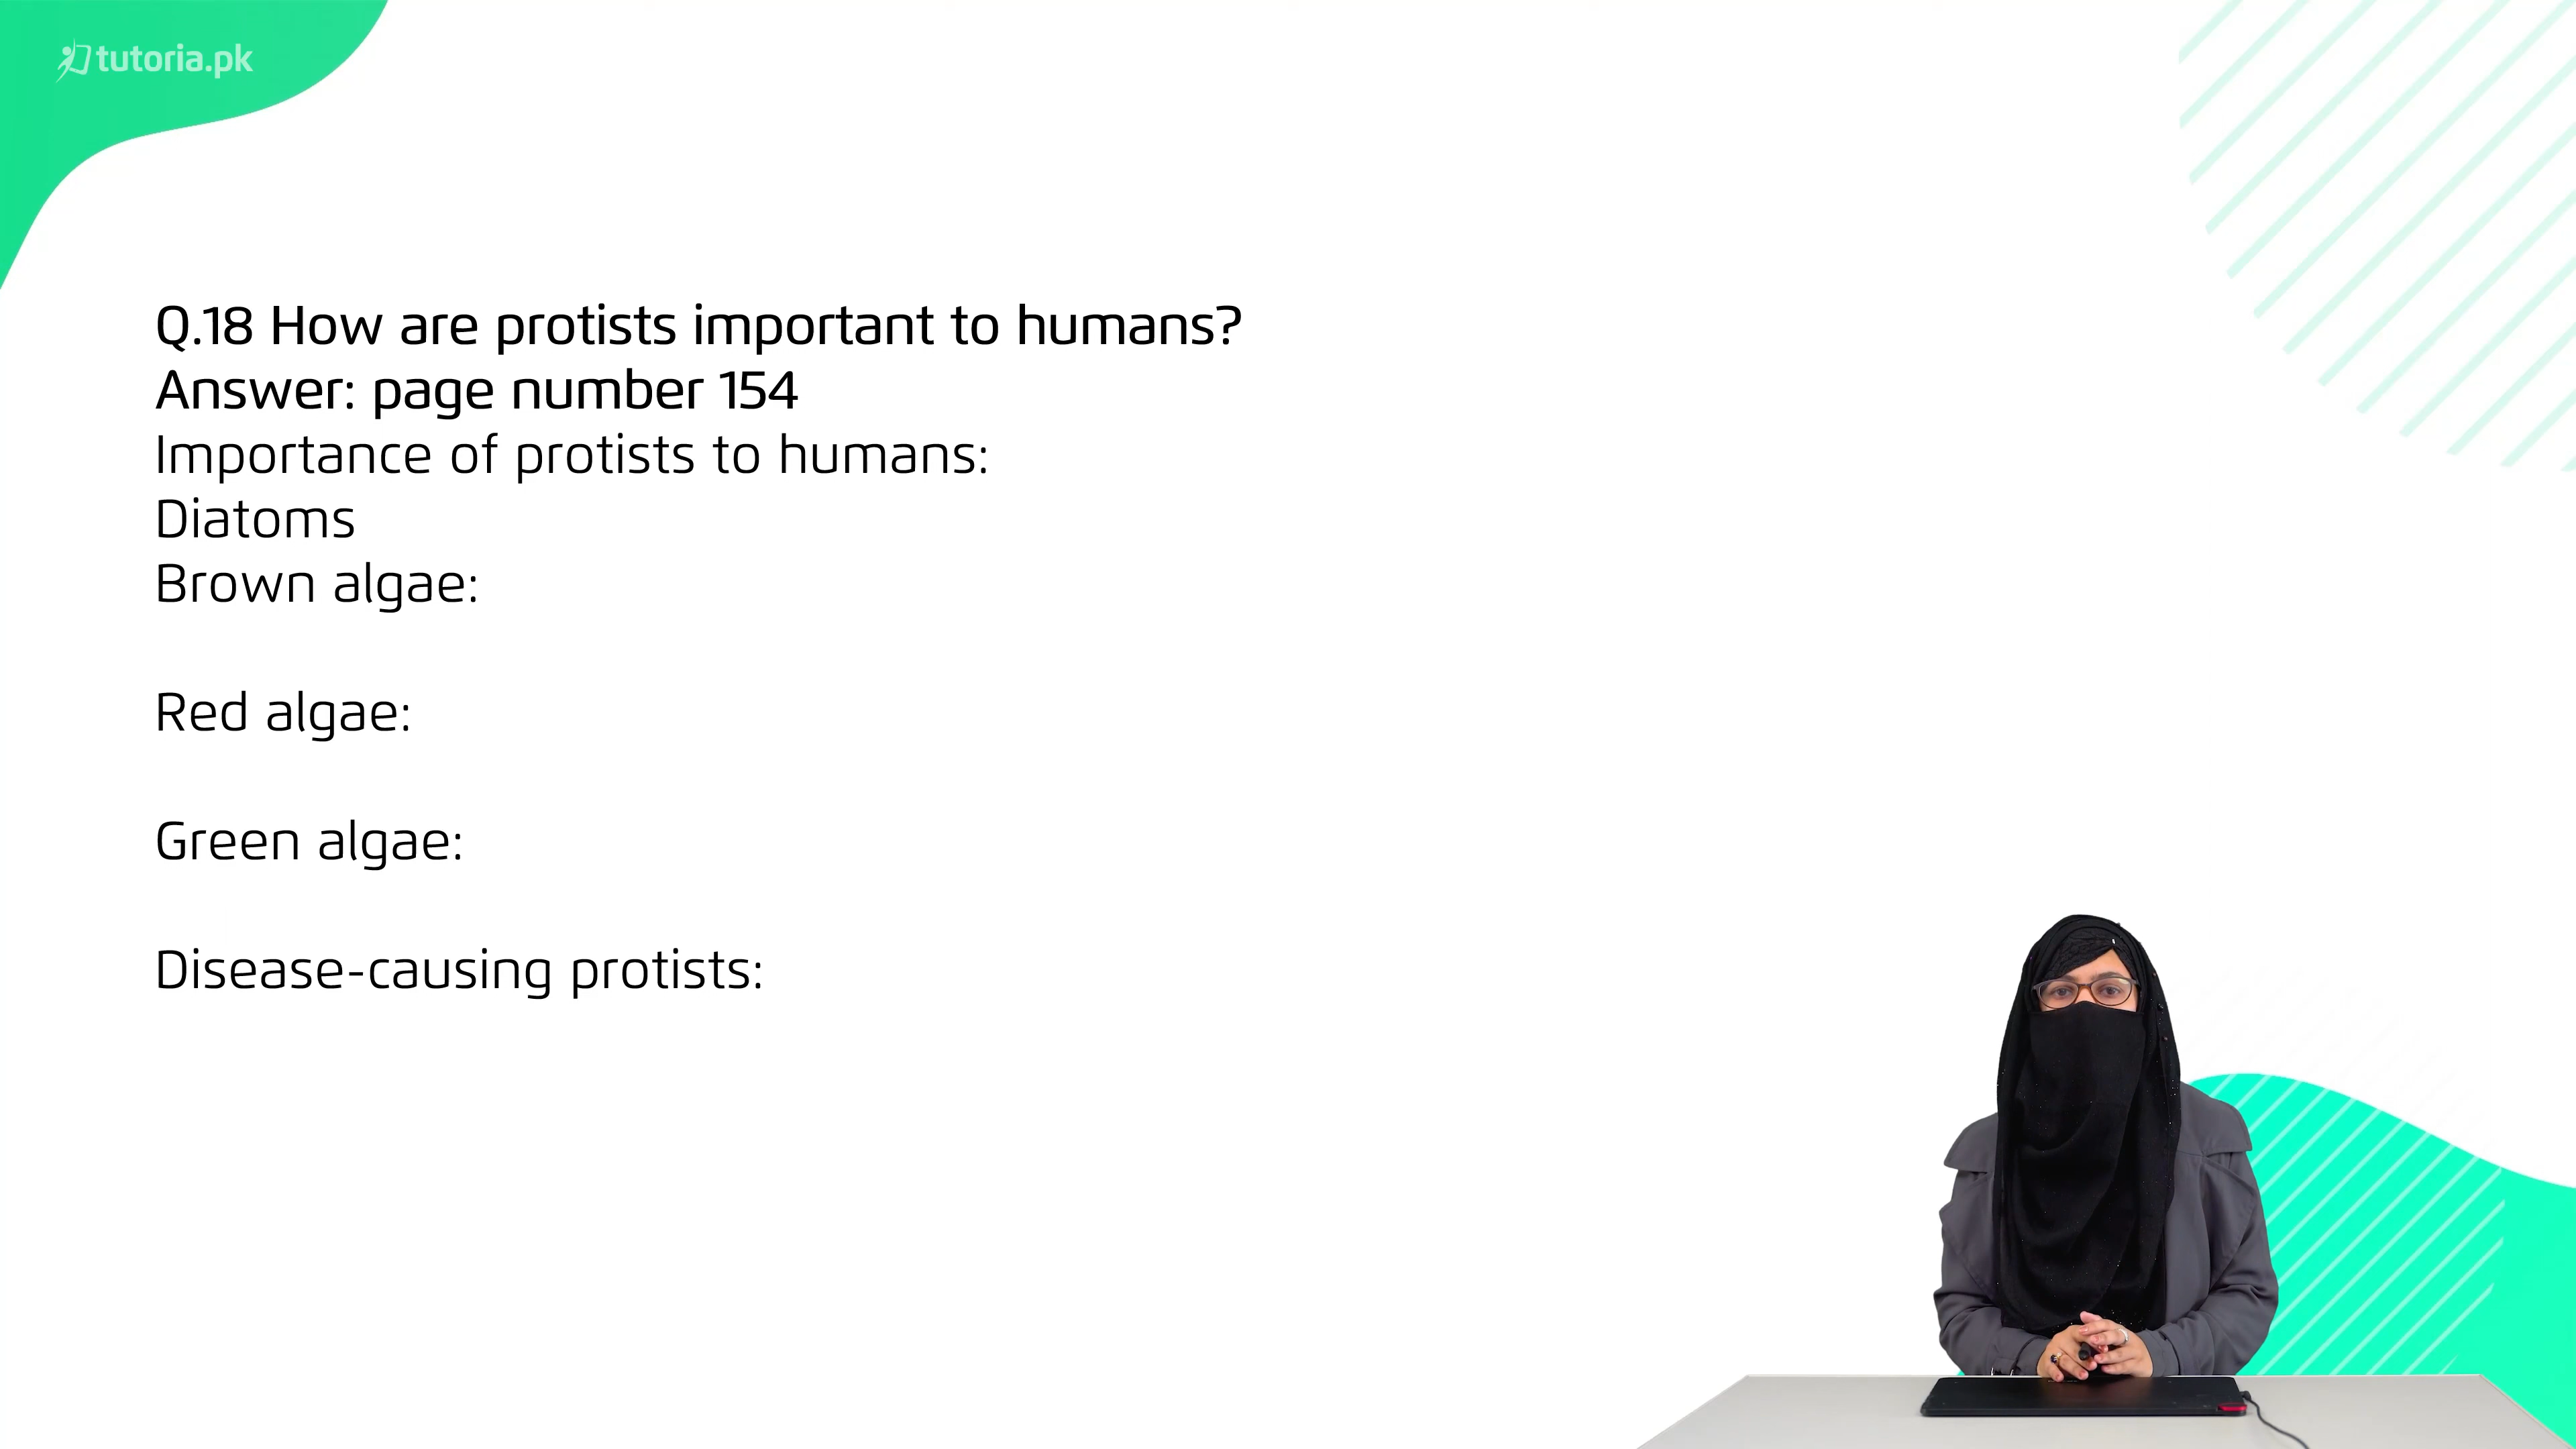 tutoria.pk
Q.18 How are protists important to humans?
Answer: page number 154
Importance of protists to humans:
Diatoms
Brown algae:
Red algae:
Green algae:
Disease-causing protists: